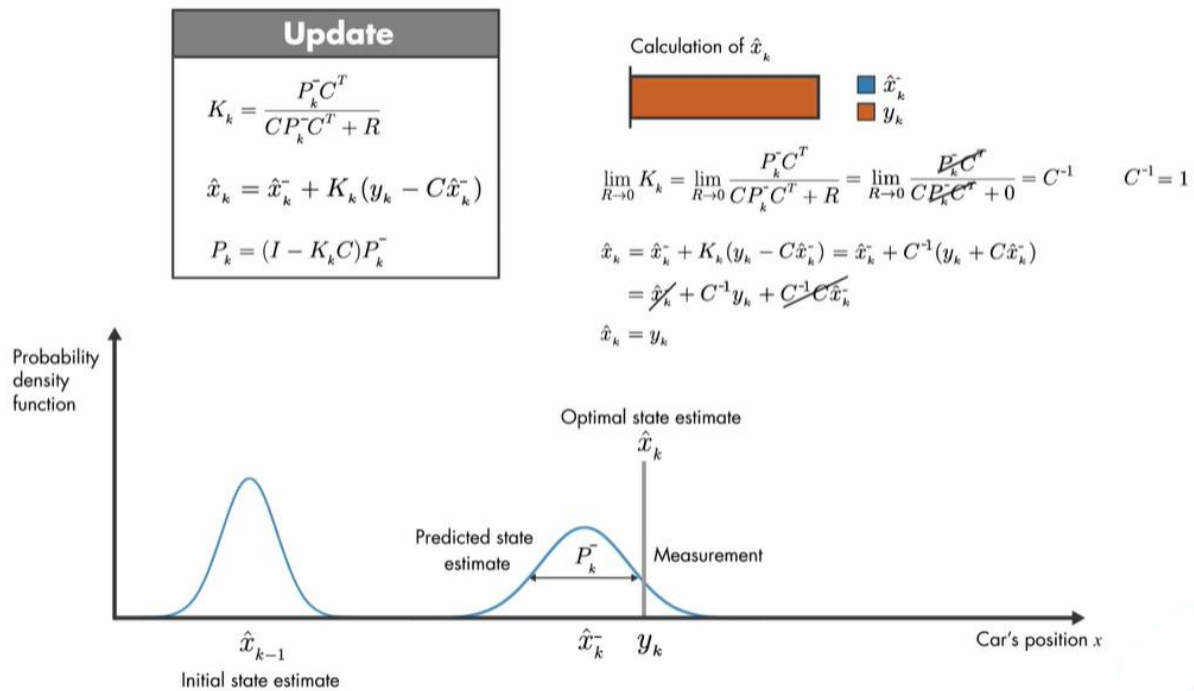 Update
K_k = P_k^- C^T / (C P_k^- C^T + R)
x̂_k = x̂_k^- + K_k (y_k − C x̂_k^-)
P_k = (I − K_k C) P_k^-
Calculation of x̂_k
x̂_k^-
y_k
lim_{R→0} K_k = lim_{R→0} P_k^- C^T / (C P_k^- C^T + R) = lim_{R→0} P_k^- C^T / (C P_k^- C^T + 0) = C^{-1} C^{-1} = 1
x̂_k = x̂_k^- + K_k (y_k − C x̂_k^-) = x̂_k^- + C^{-1} (y_k + C x̂_k^-)
= x̂_k^- + C^{-1} y_k + C^{-1} C x̂_k^-
x̂_k = y_k
Probability
density
function
Optimal state estimate
x̂_k
Predicted state
estimate
P_k^-
Measurement
x̂_{k−1}
x̂_k^-
y_k
Car's position x
Initial state estimate